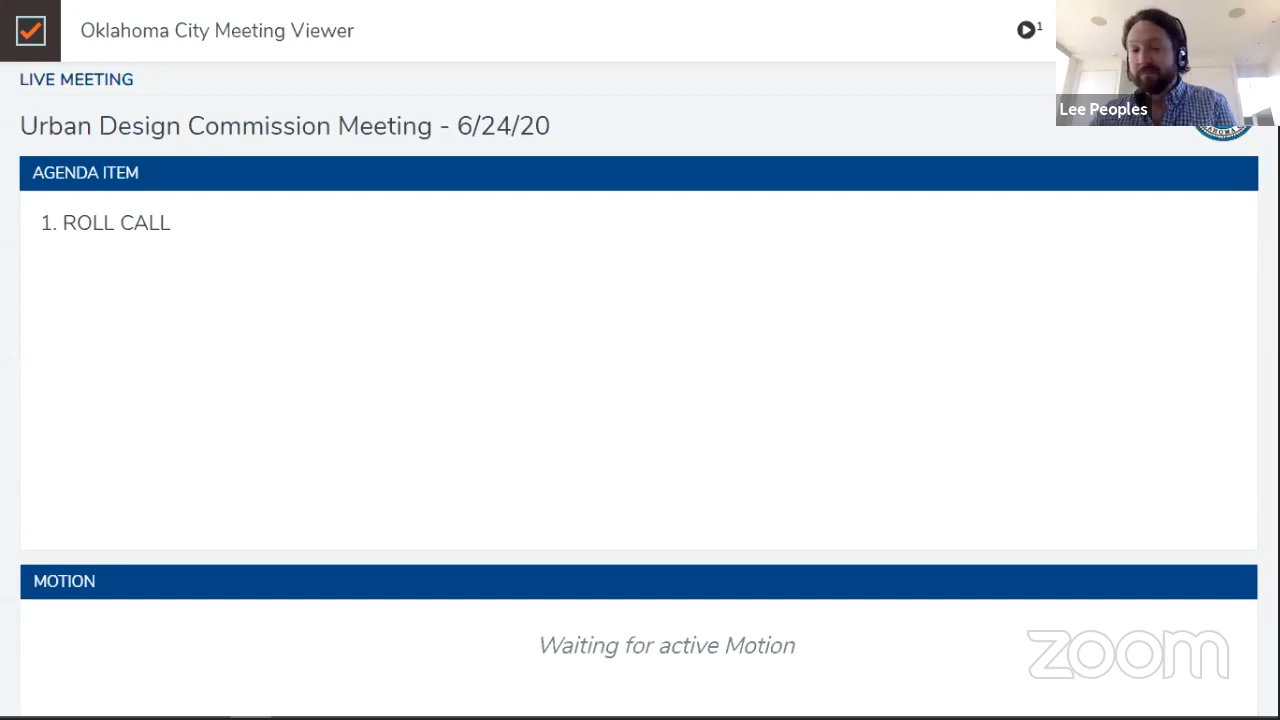 Oklahoma City Meeting Viewer
1
LIVE MEETING
Lee Peoples
Urban Design Commission Meeting - 6/24/20
AGENDA ITEM
1. ROLL CALL
MOTION
Waiting for active Motion
zoom